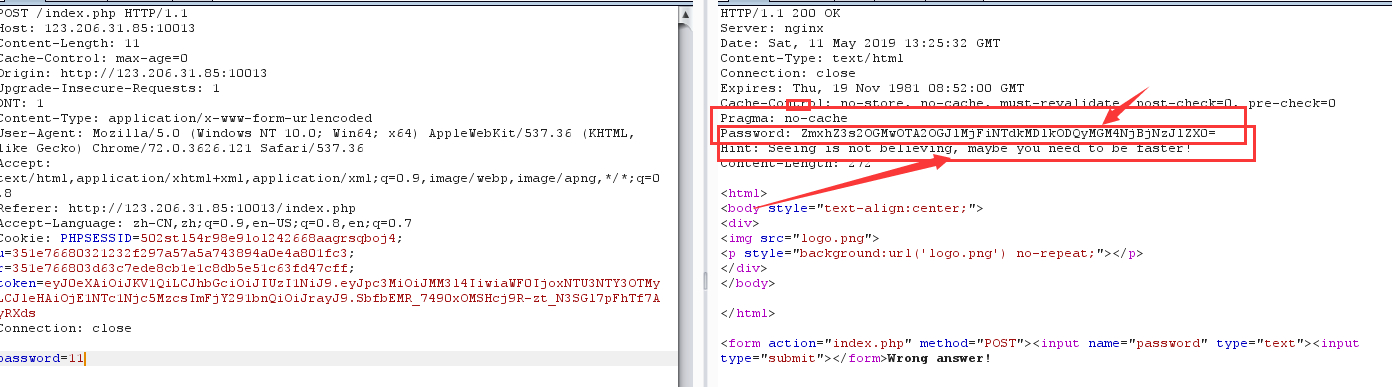 POST /index.php HTTP/1.1
Host: 123.206.31.85:10013
Content-Length: 11
Cache-Control: max-age=0
Origin: http://123.206.31.85:10013
Upgrade-Insecure-Requests: 1
DNT: 1
Content-Type: application/x-www-form-urlencoded
User-Agent: Mozilla/5.0 (Windows NT 10.0; Win64; x64) AppleWebKit/537.36 (KHTML,
like Gecko) Chrome/72.0.3626.121 Safari/537.36
Accept:
text/html,application/xhtml+xml,application/xml;q=0.9,image/webp,image/apng,*/*;q=0
.8
Referer: http://123.206.31.85:10013/index.php
Accept-Language: zh-CN,zh;q=0.9,en-US;q=0.8,en;q=0.7
Cookie: PHPSESSID=502st154r98e91o1242668aagrsqboj4;
u=351e76680321232f297a57a5a743894a0e4a801fc3;
r=351e766803d63c7ede8cb1e1c8db5e51c63fd47cff;
Connection: close
password=11
HTTP/1.1 200 OK
Server: nginx
Date: Sat, 11 May 2019 13:25:32 GMT
Content-Type: text/html
Connection: close
Expires: Thu, 19 Nov 1981 08:52:00 GMT
Cache-Control: no-store, no-cache, must-revalidate, post-check=0, pre-check=0
Pragma: no-cache
Password:
Hint: Seeing is not believing, maybe you need to be faster!
Content-Length: 272
<html>
<body style="text-align:center;">
<div>
<img src="logo.png">
<p style="background:url('logo.png') no-repeat;"></p>
</div>
</body>
</html>
<form action="index.php" method="POST"><input name="password" type="text"><input
type="submit"></form>Wrong answer!